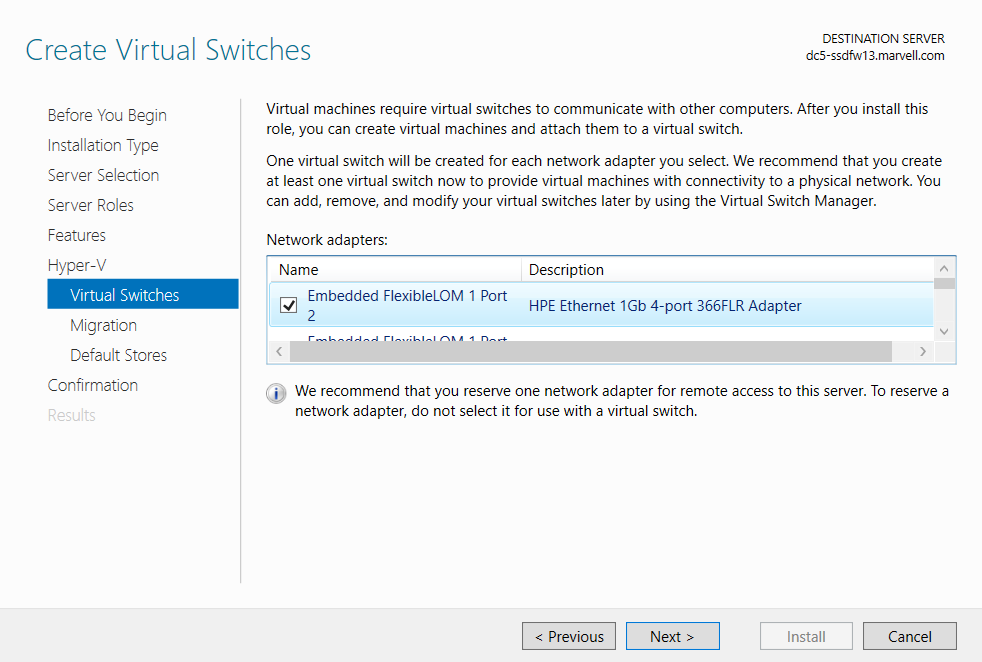 Create Virtual Switches
DESTINATION SERVER
dc5-ssdfw13.marvell.com
Before You Begin
Installation Type
Server Selection
Server Roles
Features
Hyper-V
Virtual Switches
Migration
Default Stores
Confirmation
Results
Virtual machines require virtual switches to communicate with other computers. After you install this
role, you can create virtual machines and attach them to a virtual switch.
One virtual switch will be created for each network adapter you select. We recommend that you create
at least one virtual switch now to provide virtual machines with connectivity to a physical network. You
can add, remove, and modify your virtual switches later by using the Virtual Switch Manager.
Network adapters:
Name Description
Embedded FlexibleLOM 1 Port
2
HPE Ethernet 1Gb 4-port 366FLR Adapter
Embedded FlexibleLOM 1 Port
We recommend that you reserve one network adapter for remote access to this server. To reserve a
network adapter, do not select it for use with a virtual switch.
< Previous
Next >
Install
Cancel